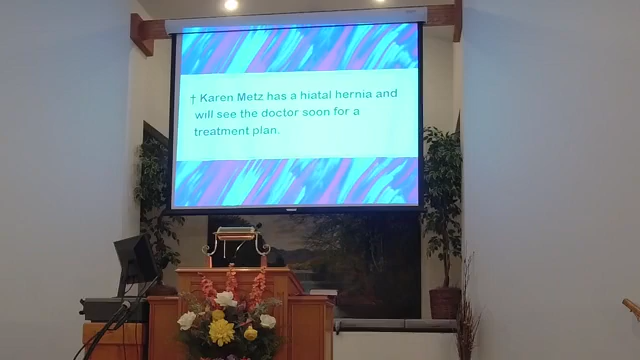 † Karen Metz has a hiatal hernia and
will see the doctor soon for a
treatment plan.